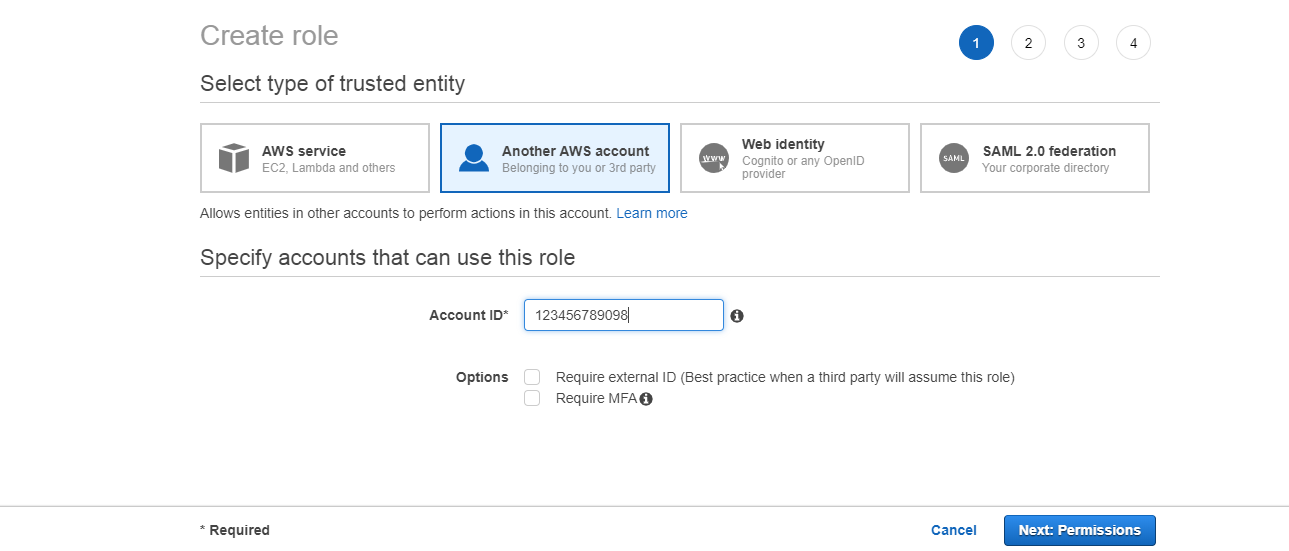 Create role
1
2
3
4
Select type of trusted entity
AWS service
EC2, Lambda and others
Another AWS account
Belonging to you or 3rd party
www
Web identity
Cognito or any OpenID
provider
SAML
SAML 2.0 federation
Your corporate directory
Allows entities in other accounts to perform actions in this account. Learn more
Specify accounts that can use this role
Account ID* 123456789098
Options Require external ID (Best practice when a third party will assume this role)
Require MFA
* Required
Cancel
Next: Permissions